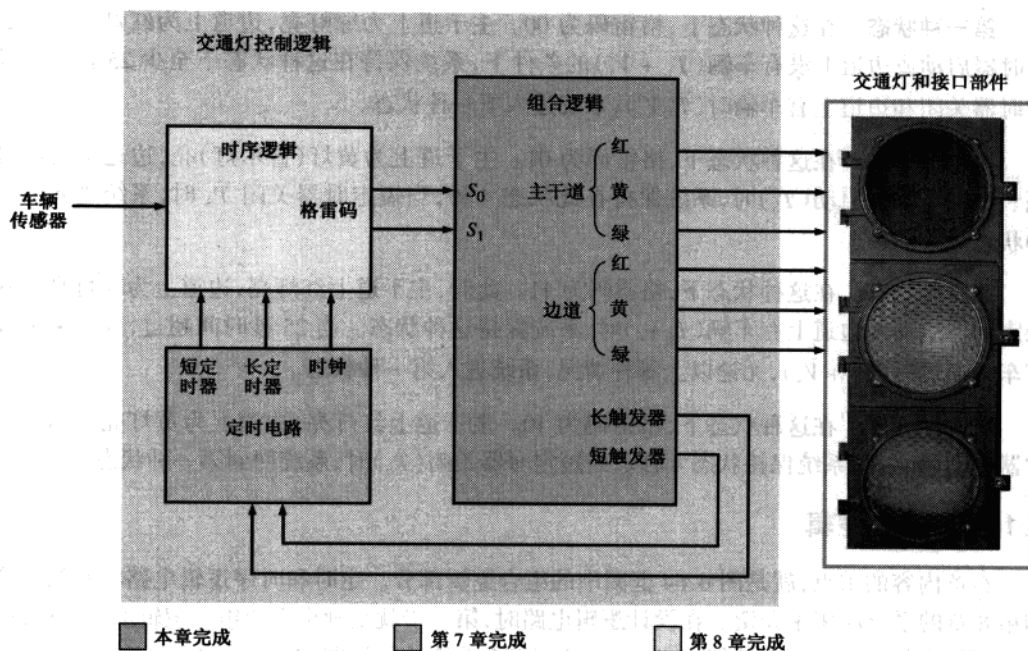 交通灯控制逻辑
交通灯和接口部件
组合逻辑
时序逻辑
车辆
传感器
格雷码
S0
S1
主干道
红
黄
绿
边道
红
黄
绿
短定
时器
长定
时器
时钟
定时电路
长触发器
短触发器
本章完成
第7章完成
第8章完成